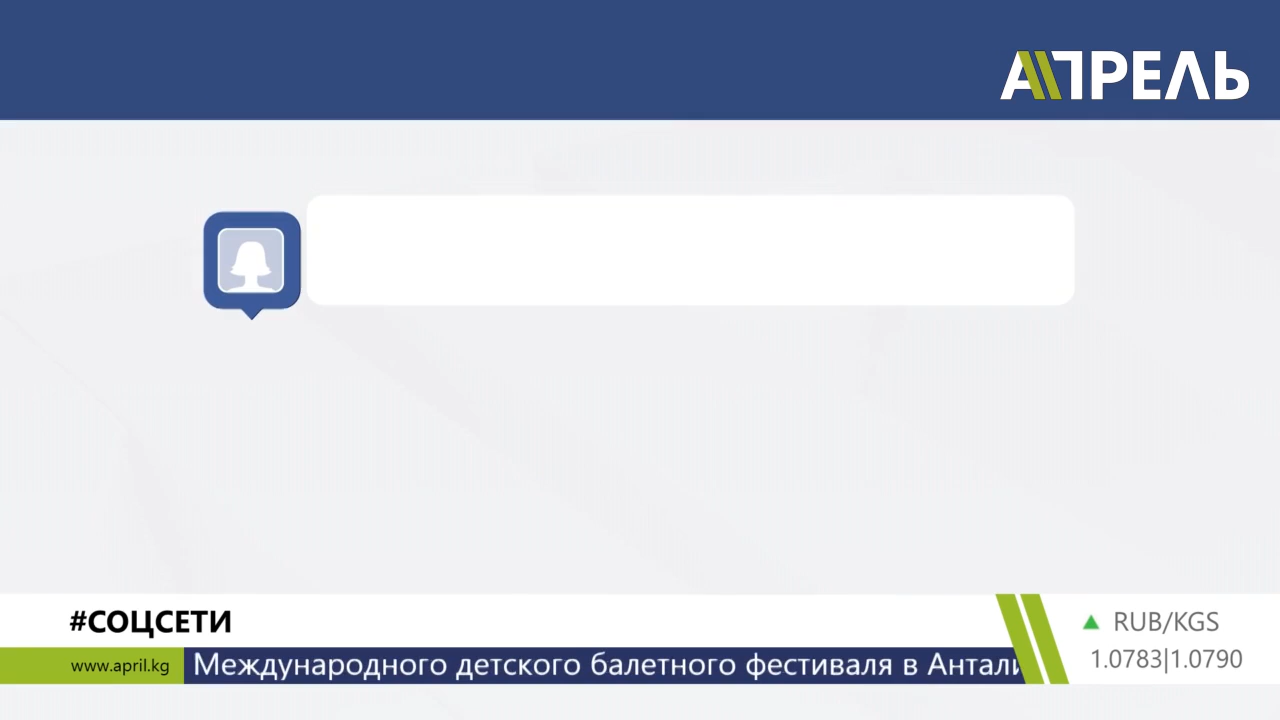 АПРЕЛЬ
#СОЦСЕТИ
www.april.kg
Международного детского балетного фестиваля в
RUB/KGS
1.0783|1.0790